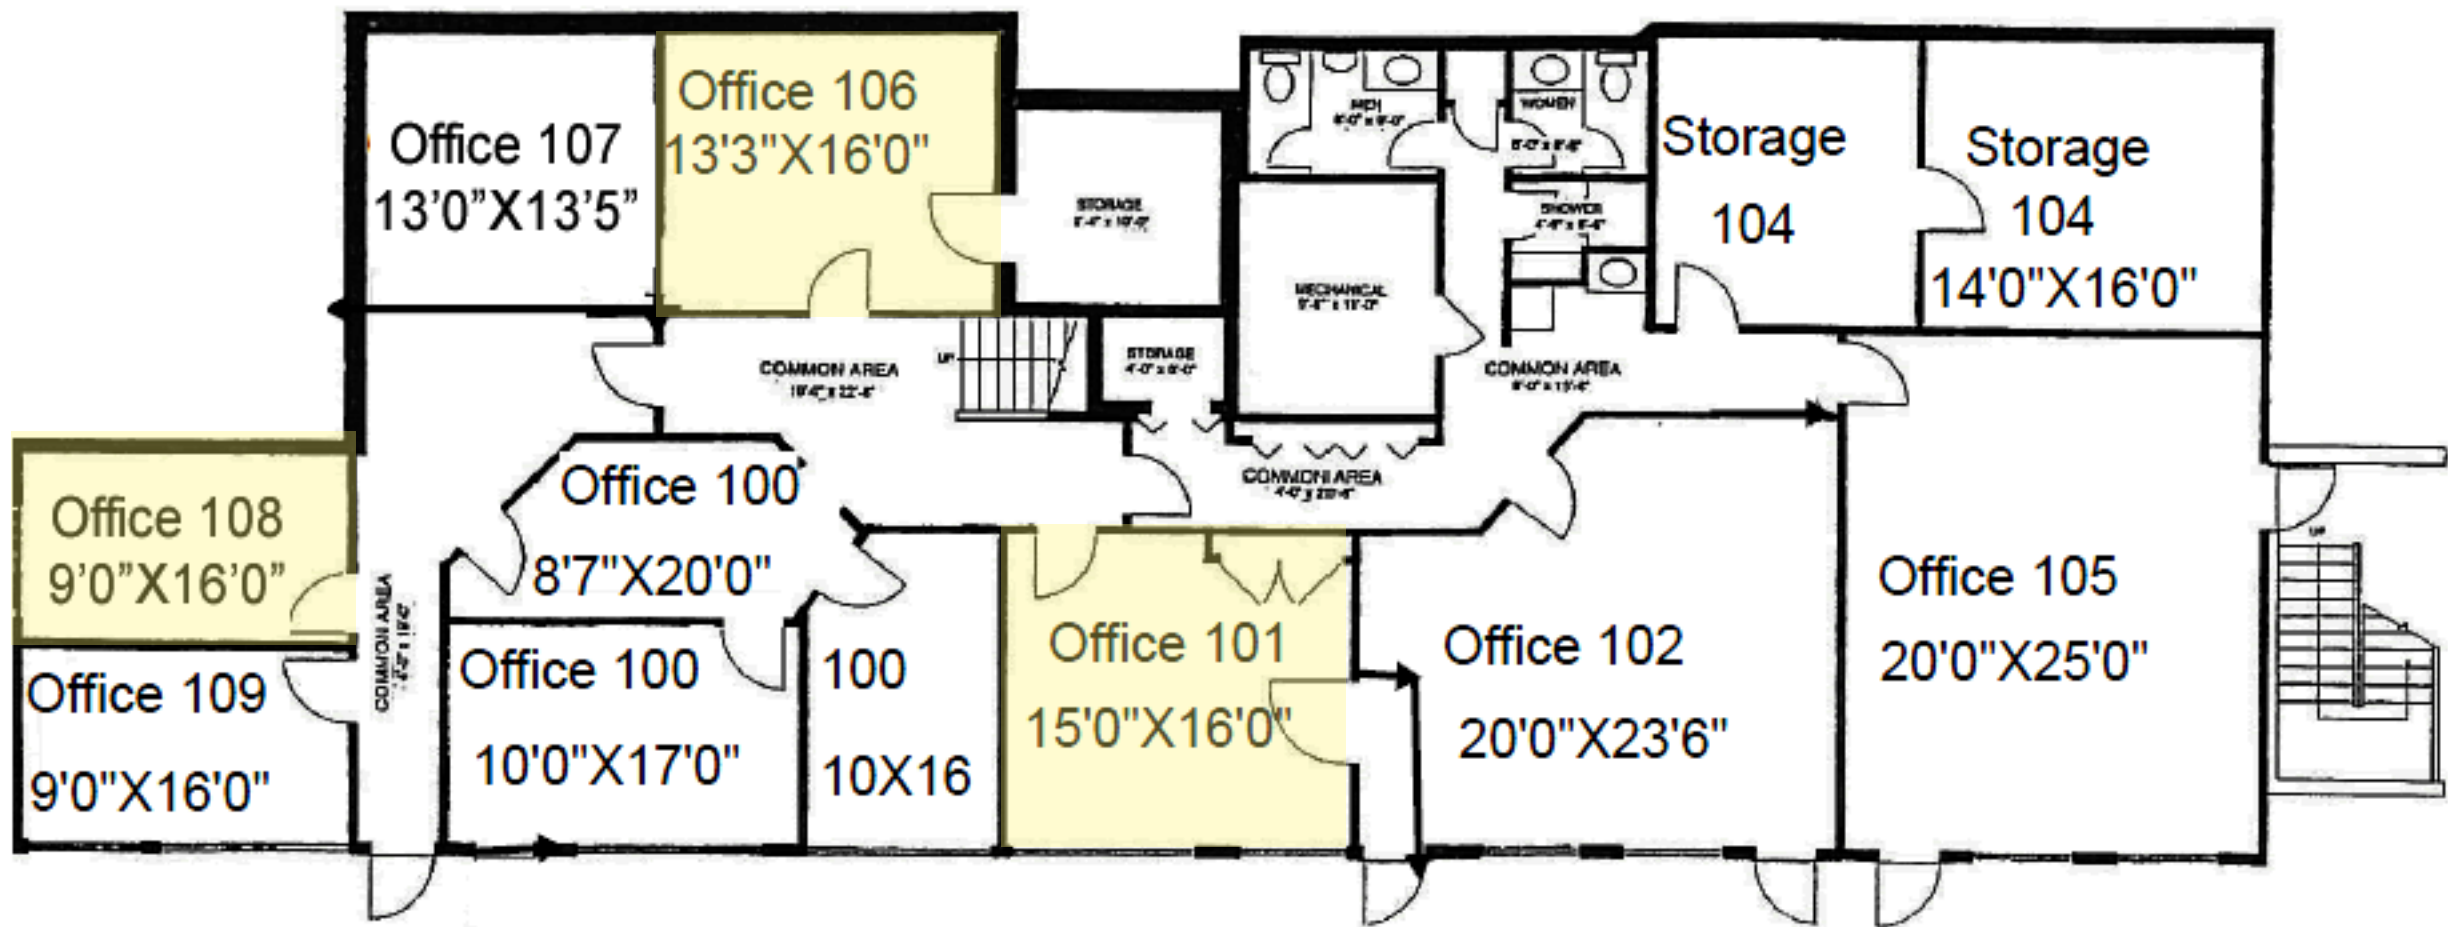 Office 107
13’0”X13’5”
Office 106
13'3"X16'0"
STORAGE
MEN
WOMEN
SHOWER
MECHANICAL
Storage
104
Storage
104
14'0"X16'0"
COMMON AREA
UP
STORAGE
COMMON AREA
COMMON AREA
Office 108
9’0”X16’0”
Office 109
9'0"X16'0"
COMMON AREA
Office 100
8'7"X20'0"
Office 100
10'0"X17'0"
100
10X16
Office 101
15'0"X16'0"
Office 102
20'0"X23'6"
Office 105
20'0"X25'0"
UP